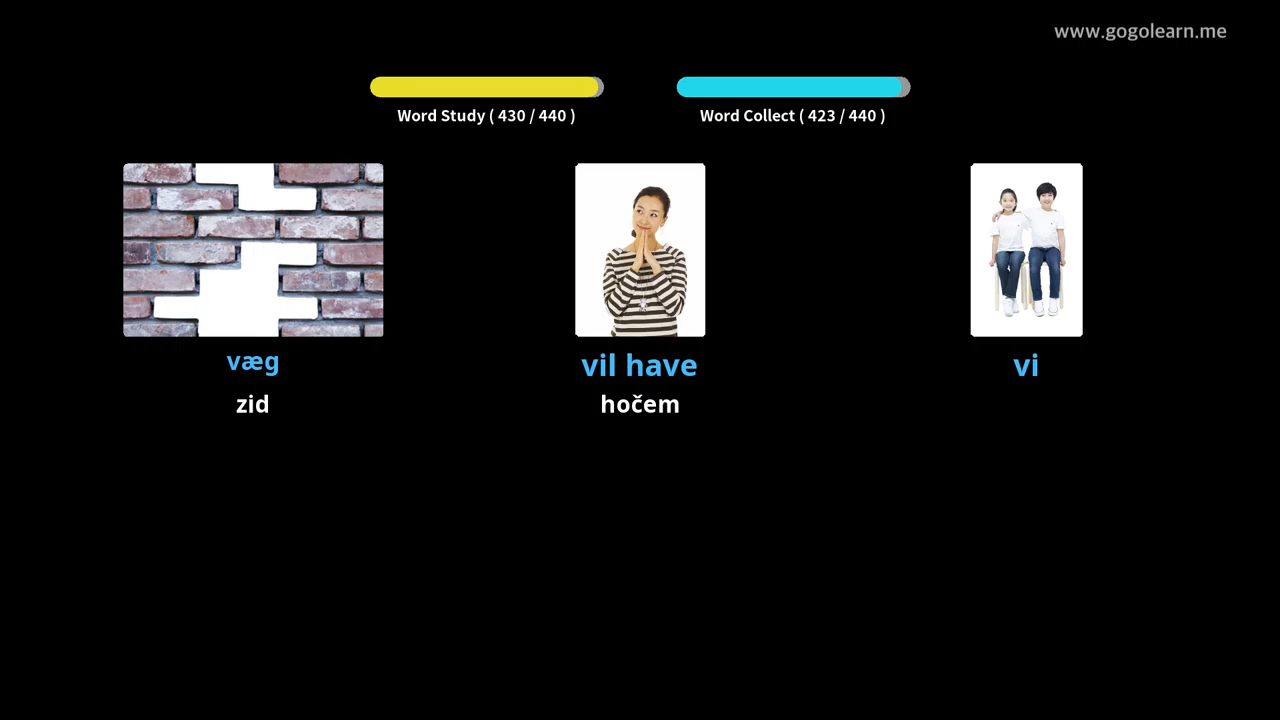 www.gogolearn.me
Word Study ( 430 / 440 )
Word Collect ( 423 / 440 )
væg
zid
vil have
hočem
vi